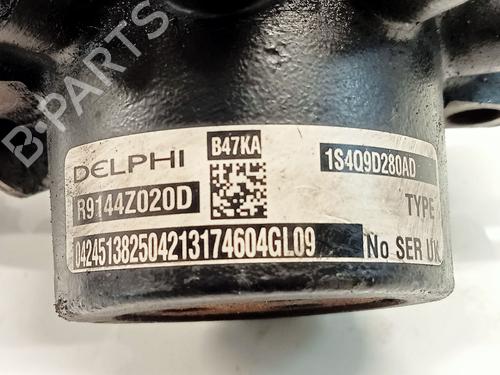 B-Parts
DELPHI
B47KA
1S4Q9D280AD
R9144Z020D
TYPE
04245138250421317460​4GL09
No SER UK